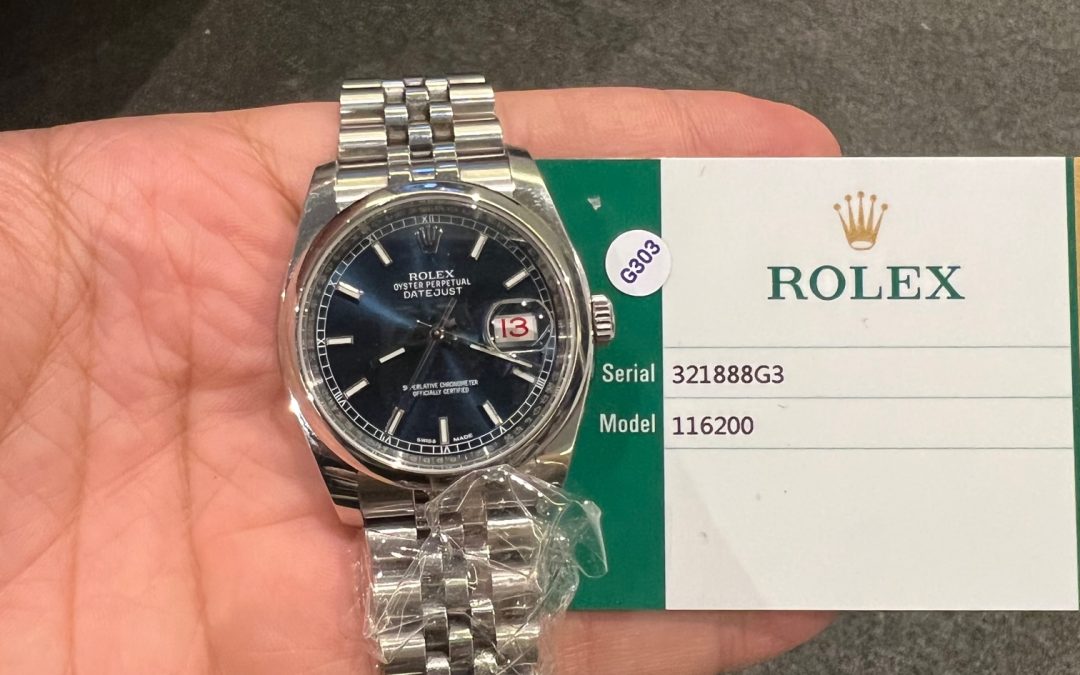 ROLEX
OYSTER PERPETUAL
DATEJUST
13
SUPERLATIVE CHRONOMETER
OFFICIALLY CERTIFIED
SWISS MADE
G303
ROLEX
Serial 321888G3
Model 116200